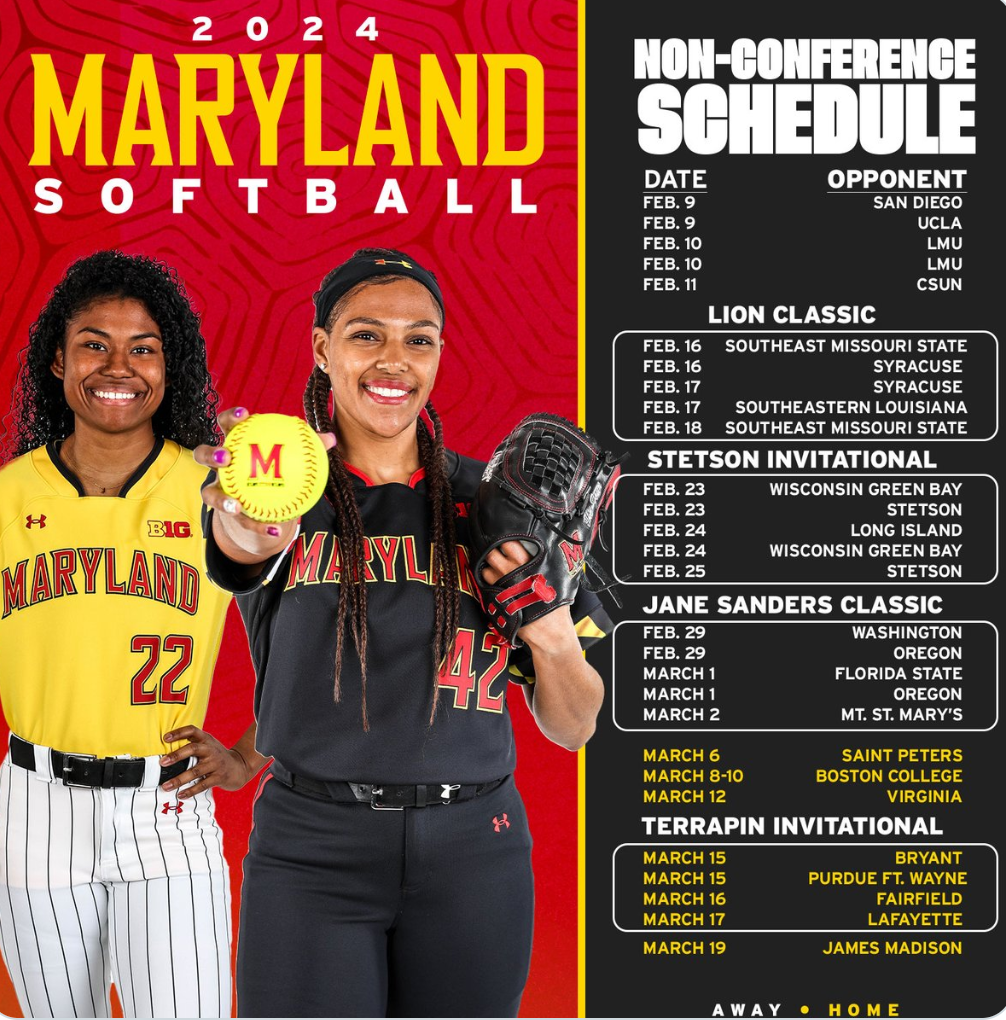 2024
MARYLAND
SOFTBALL
B1G
MARYLAND
22
M
MARYLAN
42
M
NON-CONFERENCE
SCHEDULE
DATE OPPONENT
FEB. 9 SAN DIEGO
FEB. 9 UCLA
FEB. 10 LMU
FEB. 10 LMU
FEB. 11 CSUN
LION CLASSIC
FEB. 16 SOUTHEAST MISSOURI STATE
FEB. 16 SYRACUSE
FEB. 17 SYRACUSE
FEB. 17 SOUTHEASTERN LOUISIANA
FEB. 18 SOUTHEAST MISSOURI STATE
STETSON INVITATIONAL
FEB. 23 WISCONSIN GREEN BAY
FEB. 23 STETSON
FEB. 24 LONG ISLAND
FEB. 24 WISCONSIN GREEN BAY
FEB. 25 STETSON
JANE SANDERS CLASSIC
FEB. 29 WASHINGTON
FEB. 29 OREGON
MARCH 1 FLORIDA STATE
MARCH 1 OREGON
MARCH 2 MT. ST. MARY'S
MARCH 6 SAINT PETERS
MARCH 8-10 BOSTON COLLEGE
MARCH 12 VIRGINIA
TERRAPIN INVITATIONAL
MARCH 15 BRYANT
MARCH 15 PURDUE FT. WAYNE
MARCH 16 FAIRFIELD
MARCH 17 LAFAYETTE
MARCH 19 JAMES MADISON
AWAY • HOME